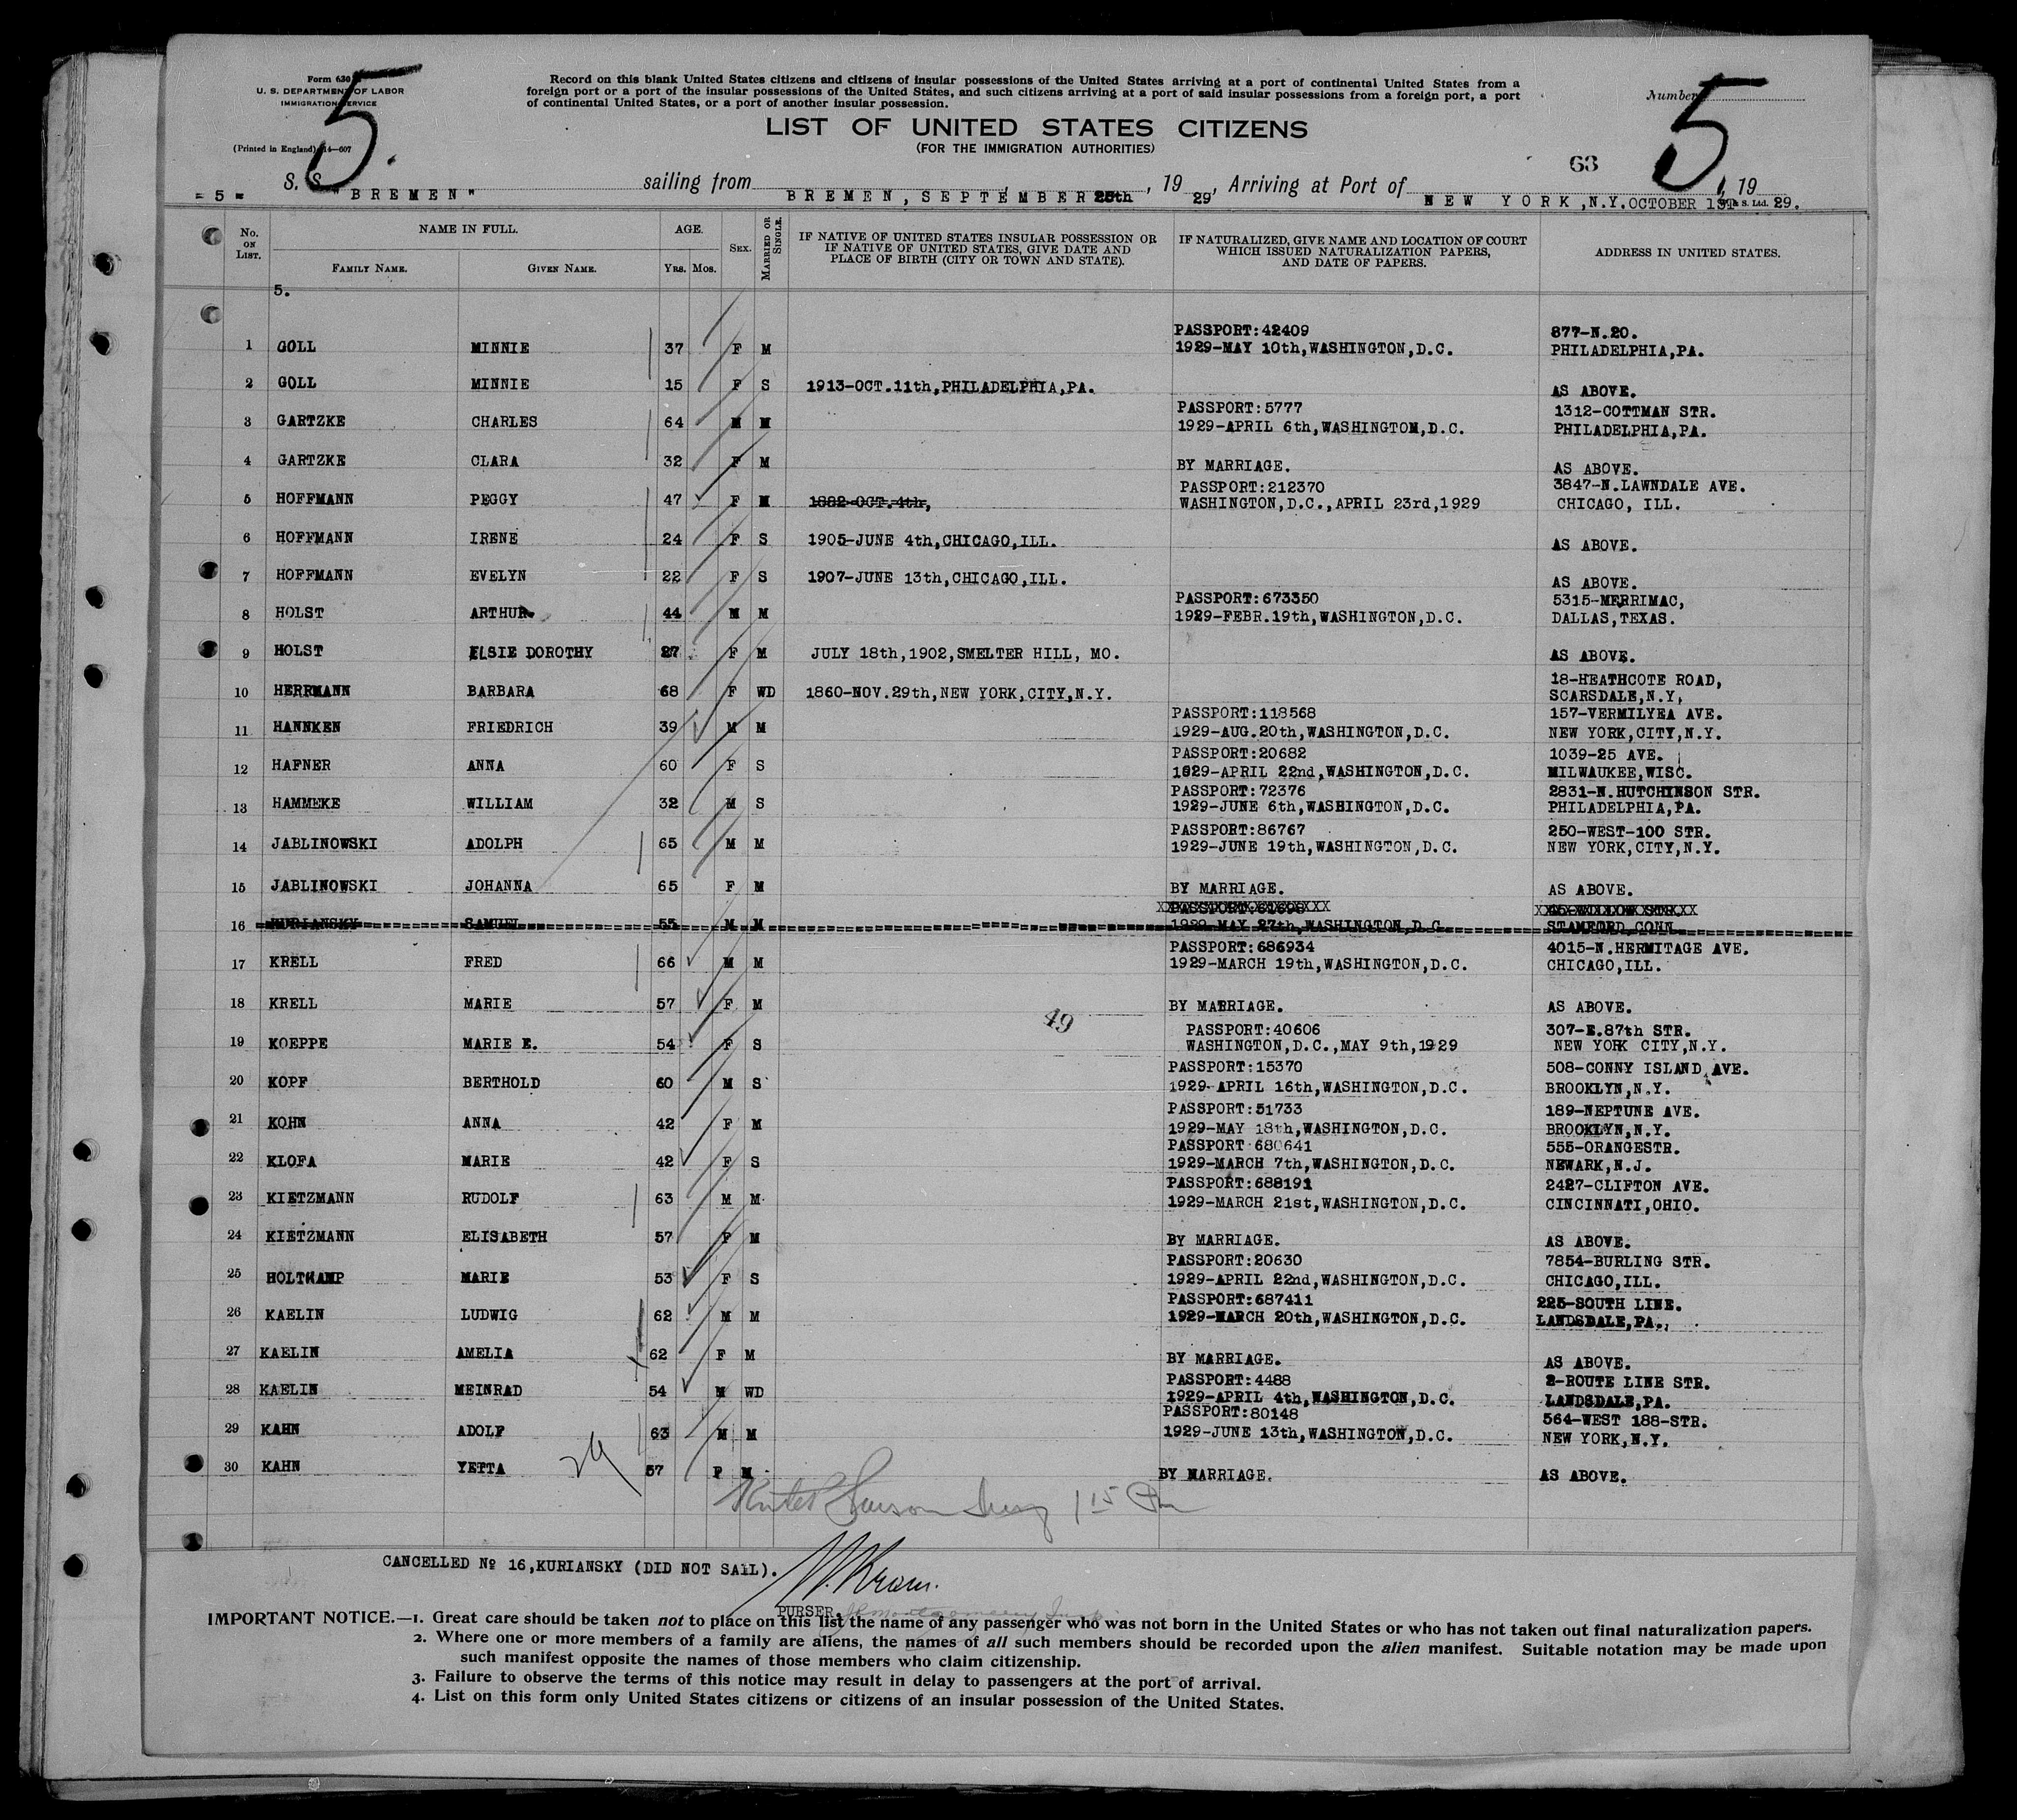 Form 630
U. S. DEPARTMENT OF LABOR
IMMIGRATION SERVICE
(Printed in England) 14—607
5.
Record on this blank United States citizens and citizens of insular possessions of the United States arriving at a port of continental United States from a
foreign port or a port of the insular possessions of the United States, and such citizens arriving at a port of said insular possessions from a foreign port, a port
of continental United States, or a port of another insular possession.
Number
5
LIST OF UNITED STATES CITIZENS
(FOR THE IMMIGRATION AUTHORITIES)
63
S. S. "BREMEN" sailing from BREMEN, SEPTEMBER 25th, 1929, Arriving at Port of NEW YORK, N.Y. OCTOBER 1ST, 1929.
= 5 =
& S. Ltd.
No. ON LIST. NAME IN FULL. AGE. SEX. MARRIED OR SINGLE. IF NATIVE OF UNITED STATES INSULAR POSSESSION OR IF NATIVE OF UNITED STATES, GIVE DATE AND PLACE OF BIRTH (CITY OR TOWN AND STATE). IF NATURALIZED, GIVE NAME AND LOCATION OF COURT WHICH ISSUED NATURALIZATION PAPERS, AND DATE OF PAPERS. ADDRESS IN UNITED STATES.
FAMILY NAME. GIVEN NAME. YRS. MOS.
5.
PASSPORT:42409 877-N.20.
1 GOLL MINNIE 37 F M 1929-MAY 10th,WASHINGTON,D.C. PHILADELPHIA,PA.
2 GOLL MINNIE 15 F S 1913-OCT.11th,PHILADELPHIA,PA. AS ABOVE.
PASSPORT:5777 1312-COTTMAN STR.
3 GARTZKE CHARLES 64 M M 1929-APRIL 6th,WASHINGTON,D.C. PHILADELPHIA,PA.
4 GARTZKE CLARA 32 F M BY MARRIAGE. AS ABOVE.
PASSPORT:212370 3847-N.LAWNDALE AVE.
5 HOFFMANN PEGGY 47 F M 1882-OCT.4th, WASHINGTON,D.C.,APRIL 23rd,1929 CHICAGO, ILL.
6 HOFFMANN IRENE 24 F S 1905-JUNE 4th,CHICAGO,ILL. AS ABOVE.
7 HOFFMANN EVELYN 22 F S 1907-JUNE 13th,CHICAGO,ILL. AS ABOVE.
PASSPORT:673350 5315-MERRIMAC,
8 HOLST ARTHUR 44 M M 1929-FEBR.19th,WASHINGTON,D.C. DALLAS,TEXAS.
9 HOLST ELSIE DOROTHY 27 F M JULY 18th,1902,SMELTER HILL, MO. AS ABOVE.
18-HEATHCOTE ROAD,
10 HERRMANN BARBARA 68 F WD 1860-NOV.29th,NEW YORK,CITY,N.Y. SCARSDALE,N.Y,
PASSPORT:118568 157-VERMILYEA AVE.
11 HANNKEN FRIEDRICH 39 M M 1929-AUG.20th,WASHINGTON,D.C. NEW YORK,CITY,N.Y.
PASSPORT:20682 1039-25 AVE.
12 HAFNER ANNA 60 F S 1929-APRIL 22nd,WASHINGTON,D.C. MILWAUKEE,WISC.
PASSPORT:72376 2831-N.HUTCHINSON STR.
13 HAMMEKE WILLIAM 32 M S 1929-JUNE 6th,WASHINGTON,D.C. PHILADELPHIA,PA.
PASSPORT:86767 250-WEST-100 STR.
14 JABLINOWSKI ADOLPH 65 M M 1929-JUNE 19th,WASHINGTON,D.C. NEW YORK,CITY,N.Y.
15 JABLINOWSKI JOHANNA 65 F M BY MARRIAGE. AS ABOVE.
16 KURIANSKY SAMUEL 55 M M 1929-MAY 27th,WASHINGTON,D.C. STAMFORD,CONN.
PASSPORT:686934 4015-N.HERMITAGE AVE.
17 KRELL FRED 66 M M 1929-MARCH 19th,WASHINGTON,D.C. CHICAGO,ILL.
18 KRELL MARIE 57 F M BY MARRIAGE. AS ABOVE.
49
PASSPORT:40606 307-E.87th STR.
19 KOEPPE MARIE E. 54 F S WASHINGTON,D.C.,MAY 9th,1929 NEW YORK CITY,N.Y.
PASSPORT:15370 508-CONNY ISLAND AVE.
20 KOPF BERTHOLD 60 M S 1929-APRIL 16th,WASHINGTON,D.C. BROOKLYN,N.Y.
PASSPORT:51733 189-NEPTUNE AVE.
21 KOHN ANNA 42 F M 1929-MAY 18th,WASHINGTON,D.C. BROOKLYN,N.Y.
PASSPORT 680641 555-ORANGESTR.
22 KLOFA MARIE 42 F S 1929-MARCH 7th,WASHINGTON,D.C. NEWARK,N.J.
PASSPORT:688191 2427-CLIFTON AVE.
23 KIETZMANN RUDOLF 63 M M 1929-MARCH 21st,WASHINGTON,D.C. CINCINNATI,OHIO.
24 KIETZMANN ELISABETH 57 F M BY MARRIAGE. AS ABOVE.
PASSPORT:20630 7854-BURLING STR.
25 HOLTKAMP MARIE 53 F S 1929-APRIL 22nd,WASHINGTON,D.C. CHICAGO,ILL.
PASSPORT:687411 225-SOUTH LINE.
26 KAELIN LUDWIG 62 M M 1929-MARCH 20th,WASHINGTON,D.C. LANDSDALE,PA.,
27 KAELIN AMELIA 62 F M BY MARRIAGE. AS ABOVE.
PASSPORT:4488 2-ROUTE LINE STR.
28 KAELIN MEINRAD 54 M WD 1929-APRIL 4th,WASHINGTON,D.C. LANDSDALE,PA.
PASSPORT:80148 564-WEST 188-STR.
29 KAHN ADOLF 63 M M 1929-JUNE 13th,WASHINGTON,D.C. NEW YORK,N.Y.
30 KAHN YETTA 57 F M BY MARRIAGE. AS ABOVE.
29
CANCELLED No 16,KURIANSKY (DID NOT SAIL).
PURSER.
IMPORTANT NOTICE.—1. Great care should be taken not to place on this list the name of any passenger who was not born in the United States or who has not taken out final naturalization papers.
2. Where one or more members of a family are aliens, the names of all such members should be recorded upon the alien manifest. Suitable notation may be made upon
such manifest opposite the names of those members who claim citizenship.
3. Failure to observe the terms of this notice may result in delay to passengers at the port of arrival.
4. List on this form only United States citizens or citizens of an insular possession of the United States.